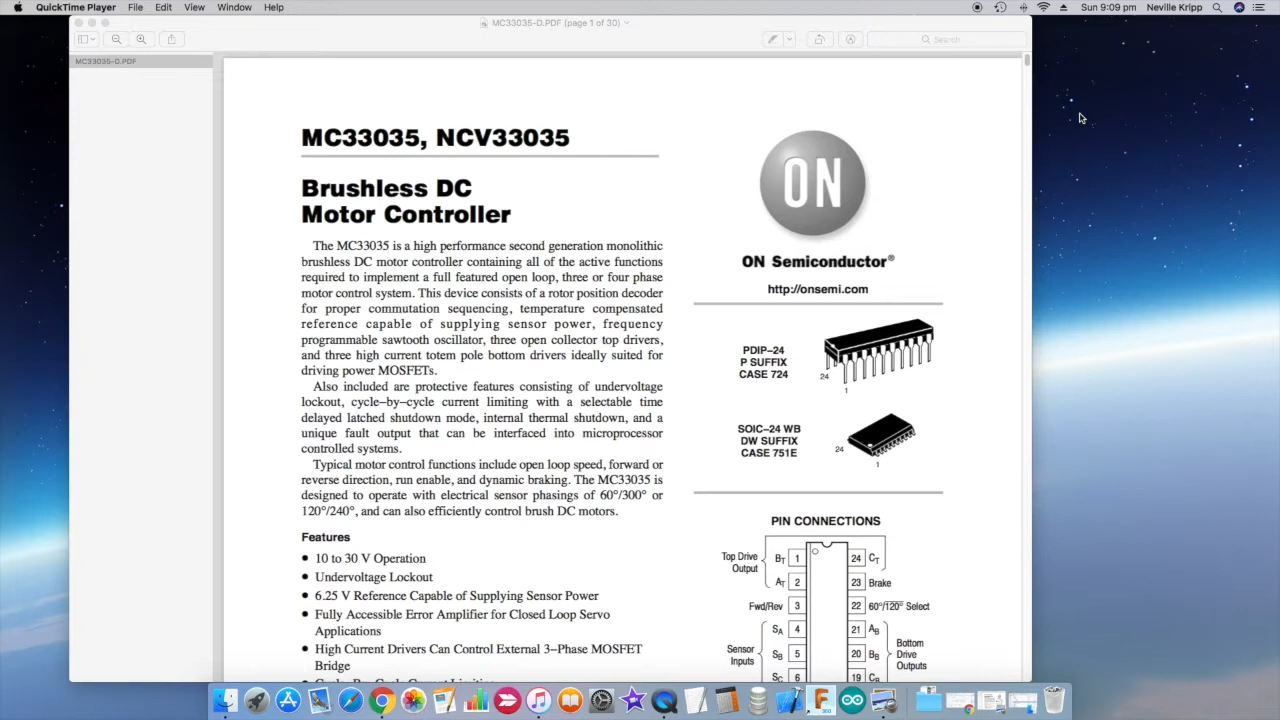 QuickTime Player File Edit View Window Help
Sun 9:09 pm Neville Kripp
MC33035-D.PDF (page 1 of 30)
Search
MC33035-D.PDF
MC33035, NCV33035
Brushless DC
Motor Controller
The MC33035 is a high performance second generation monolithic
brushless DC motor controller containing all of the active functions
required to implement a full featured open loop, three or four phase
motor control system. This device consists of a rotor position decoder
for proper commutation sequencing, temperature compensated
reference capable of supplying sensor power, frequency
programmable sawtooth oscillator, three open collector top drivers,
and three high current totem pole bottom drivers ideally suited for
driving power MOSFETs.
Also included are protective features consisting of undervoltage
lockout, cycle−by−cycle current limiting with a selectable time
delayed latched shutdown mode, internal thermal shutdown, and a
unique fault output that can be interfaced into microprocessor
controlled systems.
Typical motor control functions include open loop speed, forward or
reverse direction, run enable, and dynamic braking. The MC33035 is
designed to operate with electrical sensor phasings of 60°/300° or
120°/240°, and can also efficiently control brush DC motors.
Features
• 10 to 30 V Operation
• Undervoltage Lockout
• 6.25 V Reference Capable of Supplying Sensor Power
• Fully Accessible Error Amplifier for Closed Loop Servo
Applications
• High Current Drivers Can Control External 3−Phase MOSFET
Bridge
ON
ON Semiconductor®
http://onsemi.com
PDIP−24
P SUFFIX
CASE 724
24
1
SOIC−24 WB
DW SUFFIX
CASE 751E
24
1
PIN CONNECTIONS
Top Drive
Output
BT 1 24 CT
AT 2 23 Brake
Fwd/Rev 3 22 60°/120° Select
SA 4 21 AB
Sensor
Inputs
SB 5 20 BB
Bottom
Drive
Outputs
SC 6 19 CB
F
360